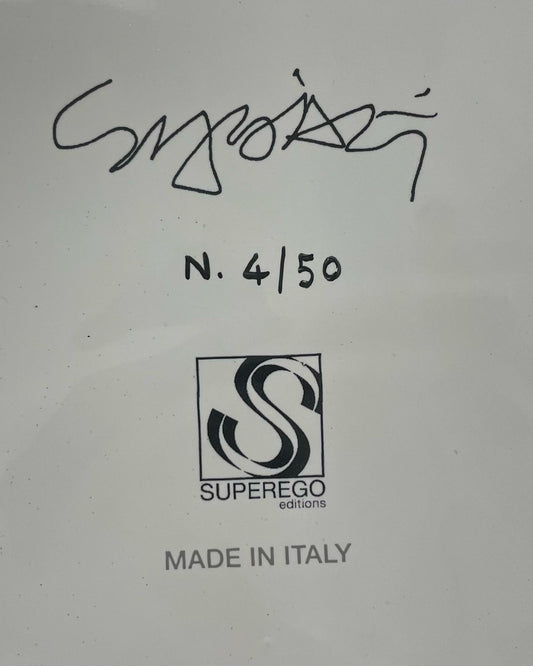 N. 4/50
SUPEREGO
editions
MADE IN ITALY